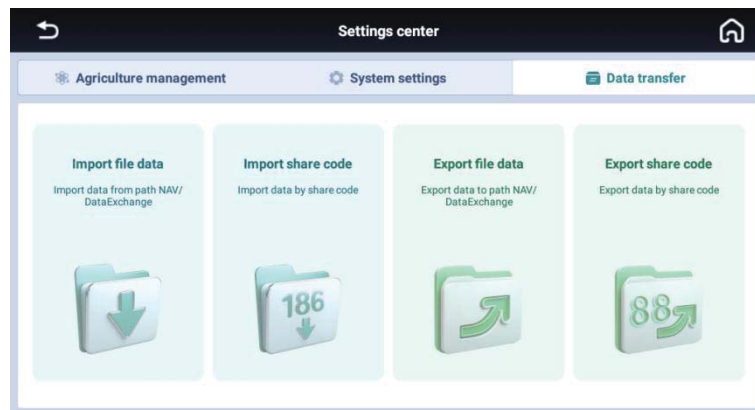 Settings center
Agriculture management
System settings
Data transfer
Import file data
Import data from path NAV/
DataExchange
Import share code
Import data by share code
186
Export file data
Export data to path NAV/
DataExchange
Export share code
Export data by share code
88